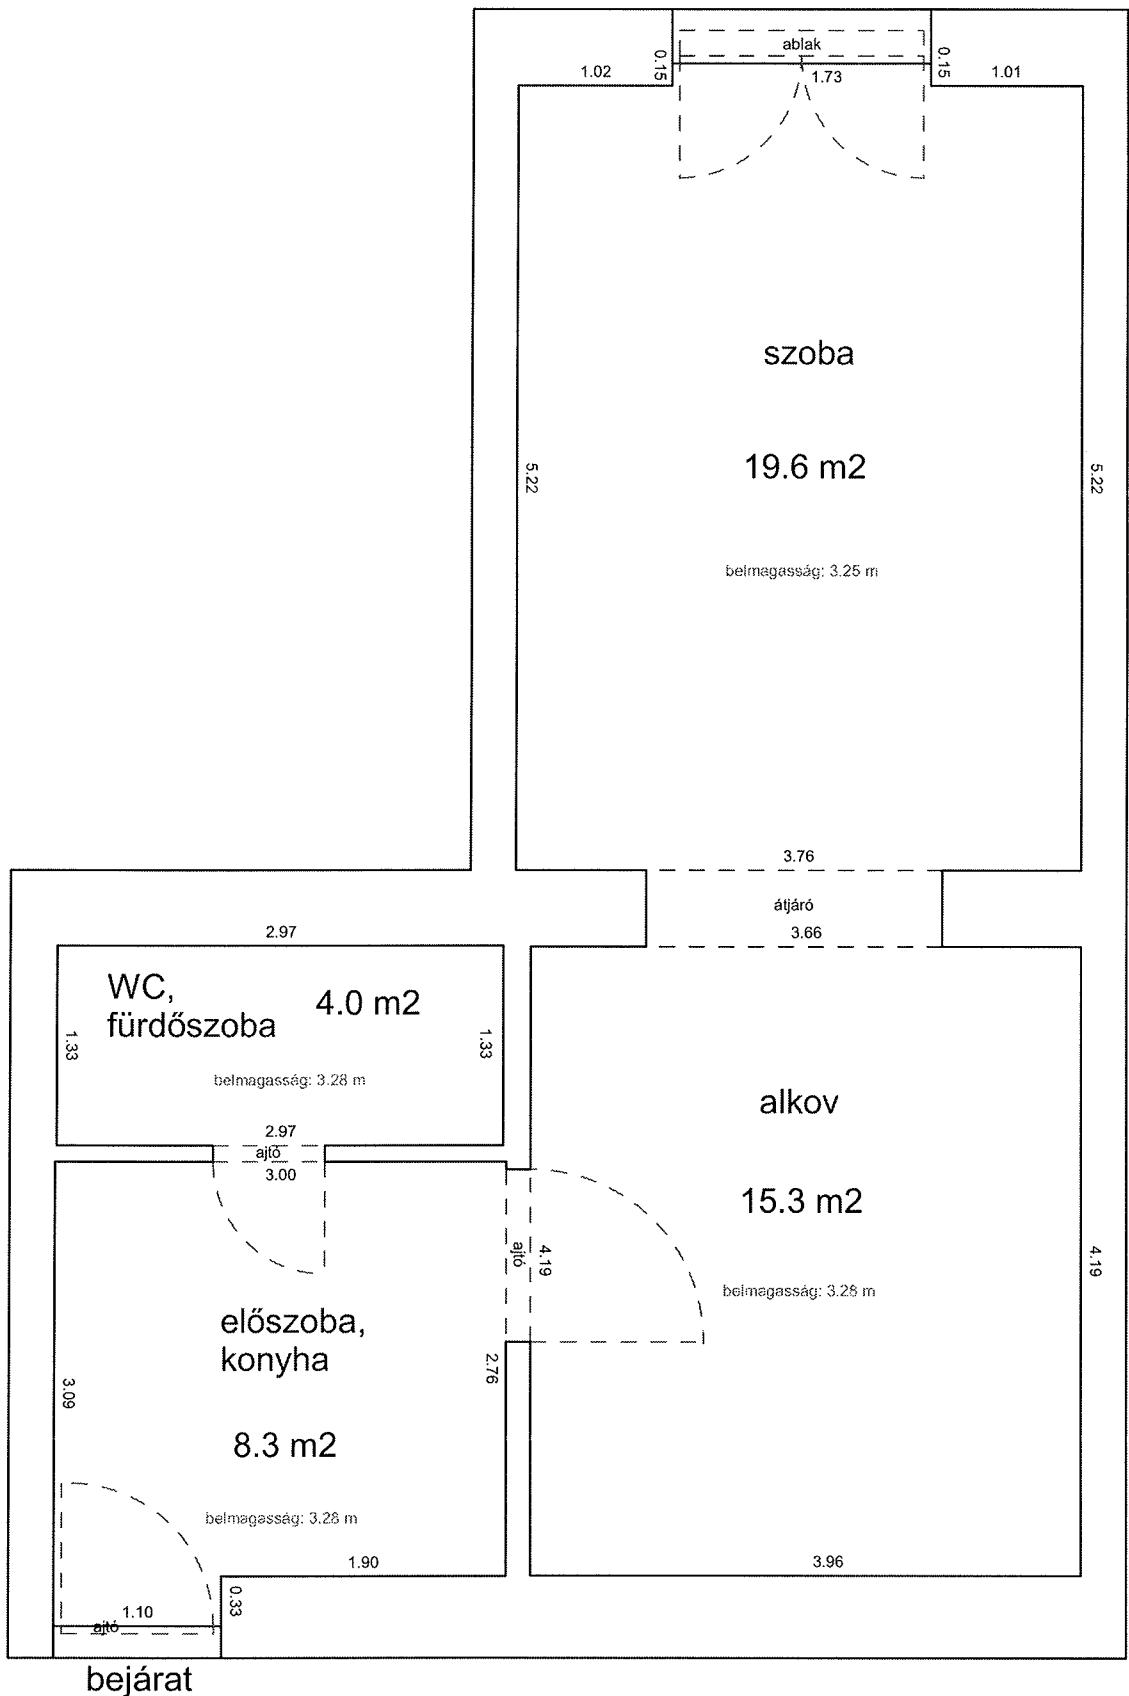 ablak
0.15
0.15
1.02
1.73
1.01
szoba
19.6 m2
5.22
5.22
belmagasság: 3.25 m
3.76
átjáró
3.66
2.97
WC,
fürdőszoba
4.0 m2
1.33
1.33
belmagasság: 3.28 m
2.97
ajtó
3.00
alkov
15.3 m2
ajtó
4.19
4.19
belmagasság: 3.28 m
előszoba,
konyha
2.76
3.09
8.3 m2
belmagasság: 3.28 m
1.90
3.96
0.33
1.10
ajtó
bejárat